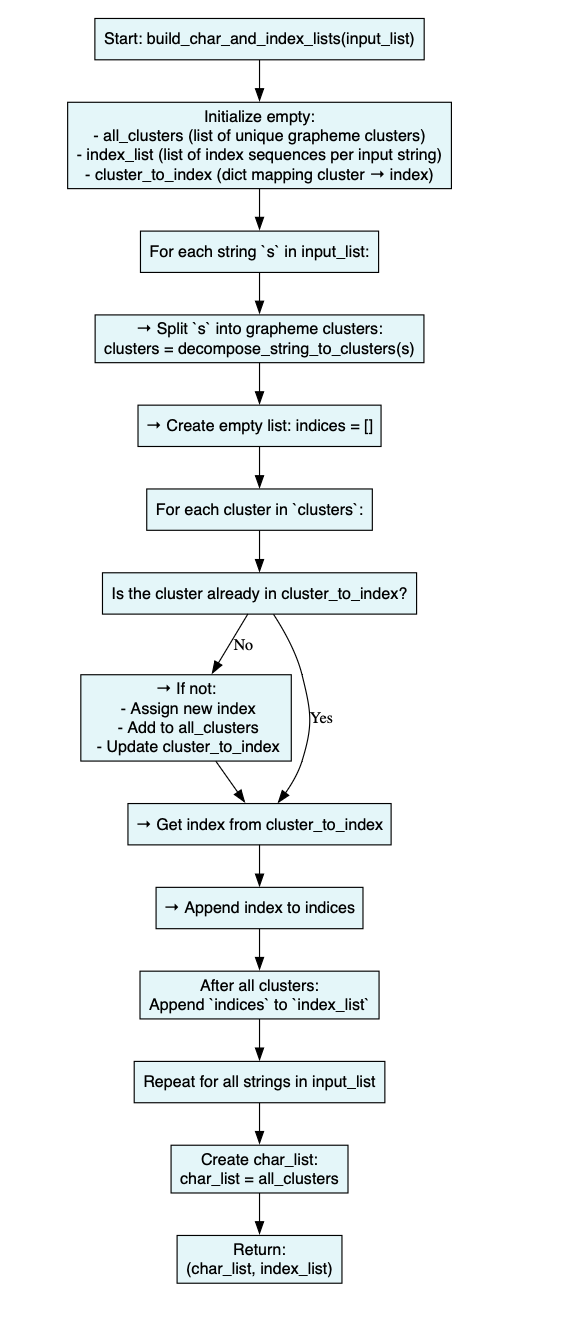 Start: build_char_and_index_lists(input_list)
Initialize empty:
- all_clusters (list of unique grapheme clusters)
- index_list (list of index sequences per input string)
- cluster_to_index (dict mapping cluster → index)
For each string `s` in input_list:
→ Split `s` into grapheme clusters:
clusters = decompose_string_to_clusters(s)
→ Create empty list: indices = []
For each cluster in `clusters`:
Is the cluster already in cluster_to_index?
No
→ If not:
- Assign new index
- Add to all_clusters
- Update cluster_to_index
Yes
→ Get index from cluster_to_index
→ Append index to indices
After all clusters:
Append `indices` to `index_list`
Repeat for all strings in input_list
Create char_list:
char_list = all_clusters
Return:
(char_list, index_list)